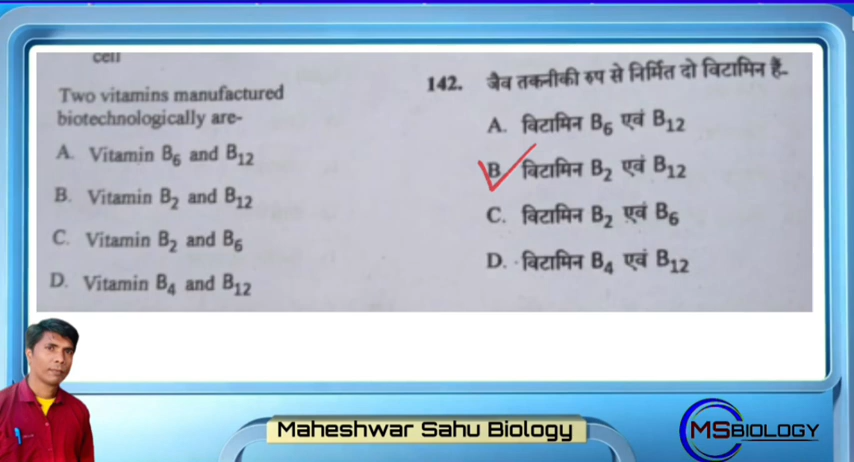 cell
Two vitamins manufactured
biotechnologically are-
A. Vitamin B6 and B12
B. Vitamin B2 and B12
C. Vitamin B2 and B6
D. Vitamin B4 and B12
142. जैव तकनीकी रुप से निर्मित दो विटामिन हैं-
A. विटामिन B6 एवं B12
B विटामिन B2 एवं B12
C. विटामिन B2 एवं B6
D. विटामिन B4 एवं B12
Maheshwar Sahu Biology
MSBIOLOGY